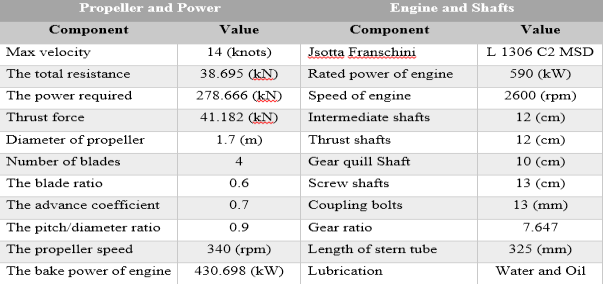 Propeller and Power Engine and Shafts
Component Value Component Value
Max velocity 14 (knots) Jsotta Franschini L 1306 C2 MSD
The total resistance 38.695 (kN) Rated power of engine 590 (kW)
The power required 278.666 (kN) Speed of engine 2600 (rpm)
Thrust force 41.182 (kN) Intermediate shafts 12 (cm)
Diameter of propeller 1.7 (m) Thrust shafts 12 (cm)
Number of blades 4 Gear quill Shaft 10 (cm)
The blade ratio 0.6 Screw shafts 13 (cm)
The advance coefficient 0.7 Coupling bolts 13 (mm)
The pitch/diameter ratio 0.9 Gear ratio 7.647
The propeller speed 340 (rpm) Length of stern tube 325 (mm)
The bake power of engine 430.698 (kW) Lubrication Water and Oil